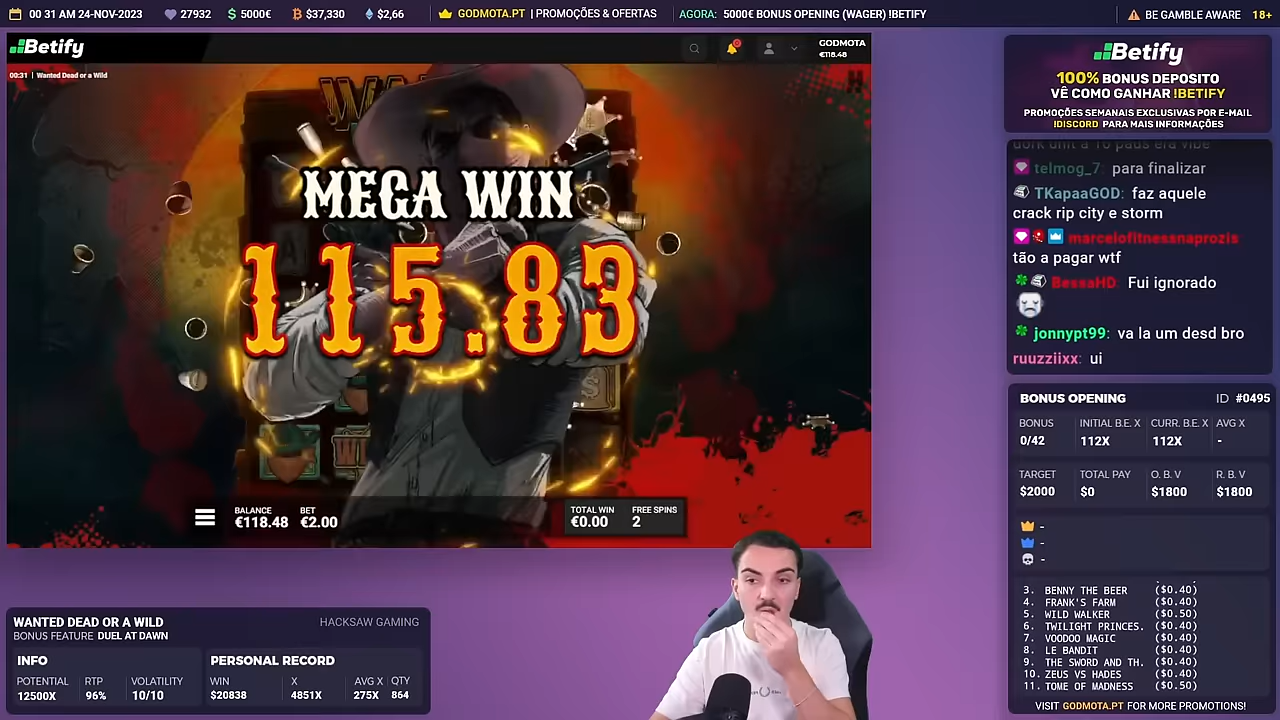 00 31 AM 24-NOV-2023
27932
$ 5000€
$37,330
$2,66
GODMOTA.PT | PROMOÇÕES & OFERTAS
AGORA: 5000€ BONUS OPENING (WAGER) !BETIFY
BE GAMBLE AWARE 18+
Betify
GODMOTA
€118.48
00:31 | Wanted Dead or a Wild
MEGA WIN
115.83
BALANCE
€118.48
BET
€2.00
TOTAL WIN
€0.00
FREE SPINS
2
Betify
100% BONUS DEPOSITO
VÊ COMO GANHAR !BETIFY
PROMOÇÕES SEMANAIS EXCLUSIVAS POR E-MAIL
!DISCORD PARA MAIS INFORMAÇÕES
telmog_7: para finalizar
TKapaaGOD: faz aquele
crack rip city e storm
marcelofitnessnaprozis
tão a pagar wtf
BessaHD: Fui ignorado
jonnypt99: va la um desd bro
ruuzziixx: ui
BONUS OPENING ID #0495
BONUS INITIAL B.E. X CURR. B.E. X AVG X
0/42 112X 112X -
TARGET TOTAL PAY O. B. V R. B. V
$2000 $0 $1800 $1800
-
-
-
3. BENNY THE BEER ($0.40)
4. FRANK'S FARM ($0.40)
5. WILD WALKER ($0.50)
6. TWILIGHT PRINCES. ($0.40)
7. VOODOO MAGIC ($0.40)
8. LE BANDIT ($0.40)
9. THE SWORD AND TH. ($0.40)
10. ZEUS VS HADES ($0.40)
11. TOME OF MADNESS ($0.50)
VISIT GODMOTA.PT FOR MORE PROMOTIONS!
WANTED DEAD OR A WILD HACKSAW GAMING
BONUS FEATURE DUEL AT DAWN
INFO
POTENTIAL RTP VOLATILITY
12500X 96% 10/10
PERSONAL RECORD
WIN X AVG X QTY
$20838 4851X 275X 864